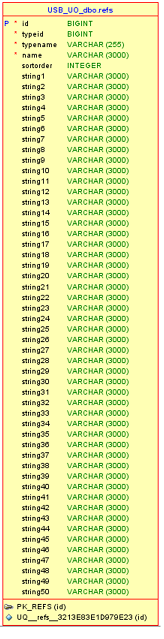 USB_UO_dbo.refs
P * id BIGINT
* typeid BIGINT
* typename VARCHAR (255)
* name VARCHAR (3000)
sortorder INTEGER
string1 VARCHAR (3000)
string2 VARCHAR (3000)
string3 VARCHAR (3000)
string4 VARCHAR (3000)
string5 VARCHAR (3000)
string6 VARCHAR (3000)
string7 VARCHAR (3000)
string8 VARCHAR (3000)
string9 VARCHAR (3000)
string10 VARCHAR (3000)
string11 VARCHAR (3000)
string12 VARCHAR (3000)
string13 VARCHAR (3000)
string14 VARCHAR (3000)
string15 VARCHAR (3000)
string16 VARCHAR (3000)
string17 VARCHAR (3000)
string18 VARCHAR (3000)
string19 VARCHAR (3000)
string20 VARCHAR (3000)
string21 VARCHAR (3000)
string22 VARCHAR (3000)
string23 VARCHAR (3000)
string24 VARCHAR (3000)
string25 VARCHAR (3000)
string26 VARCHAR (3000)
string27 VARCHAR (3000)
string28 VARCHAR (3000)
string29 VARCHAR (3000)
string30 VARCHAR (3000)
string31 VARCHAR (3000)
string32 VARCHAR (3000)
string33 VARCHAR (3000)
string34 VARCHAR (3000)
string35 VARCHAR (3000)
string36 VARCHAR (3000)
string37 VARCHAR (3000)
string38 VARCHAR (3000)
string39 VARCHAR (3000)
string40 VARCHAR (3000)
string41 VARCHAR (3000)
string42 VARCHAR (3000)
string43 VARCHAR (3000)
string44 VARCHAR (3000)
string45 VARCHAR (3000)
string46 VARCHAR (3000)
string47 VARCHAR (3000)
string48 VARCHAR (3000)
string49 VARCHAR (3000)
string50 VARCHAR (3000)
PK_REFS (id)
UQ__refs__3213E83E1D979E23 (id)